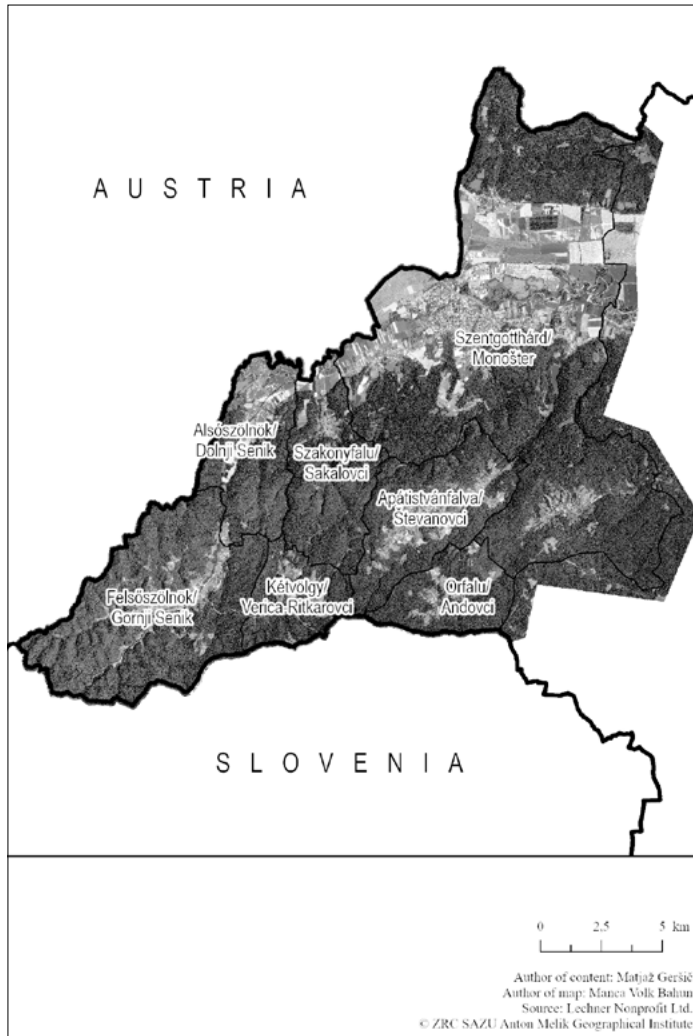 AUSTRIA
Szentgotthárd/
Monošter
Alsószölnok/
Dolnji Senik
Szakonyfalu/
Sakalovci
Apátistvánfalva/
Števanovci
Felsőszölnok/
Gornji Senik
Kétvölgy/
Verica-Ritkarovci
Orfalu/
Andovci
SLOVENIA
0 2.5 5 km
Author of content: Matjaž Geršič
Author of map: Manca Volk Bahun
Source: Lechner Nonprofit Ltd.
© ZRC SAZU Anton Melik Geographical Institute